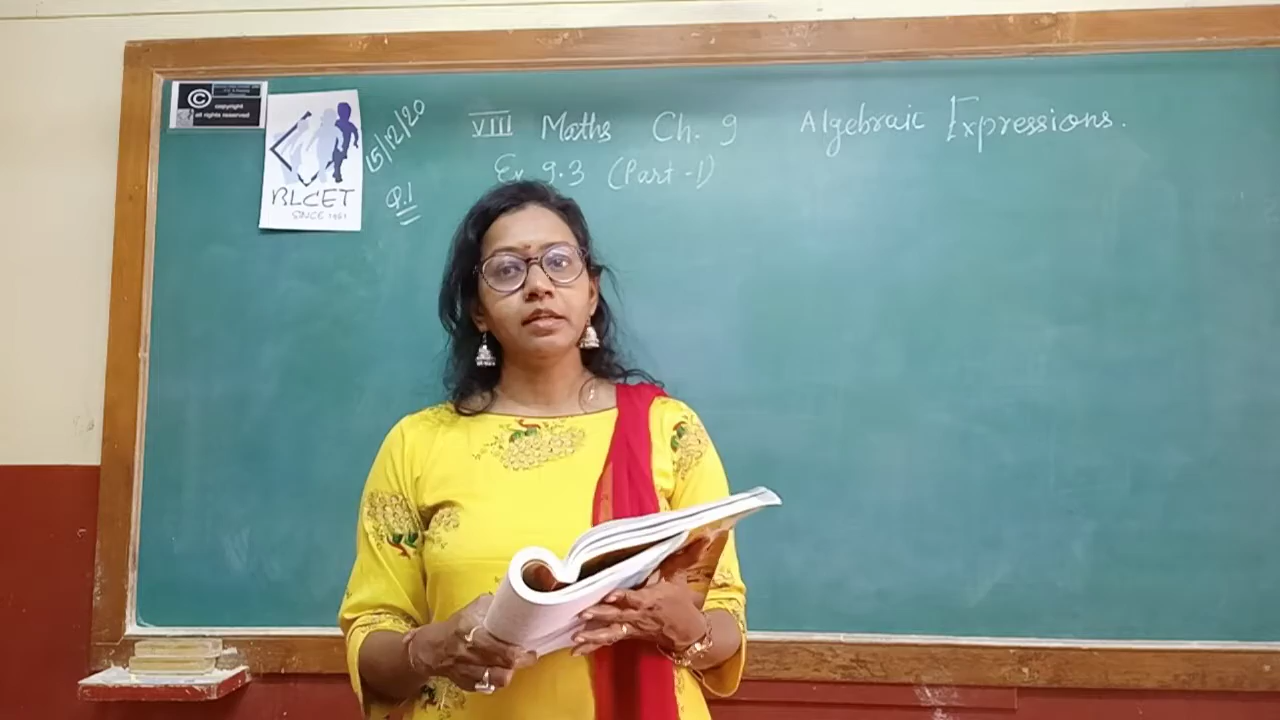 copyright
all rights reserved
BLCET
SINCE 1961
15/12/20
VIII Maths Ch. 9 Algebraic Expressions.
Ex 9.3 (Part -1)
Q.1